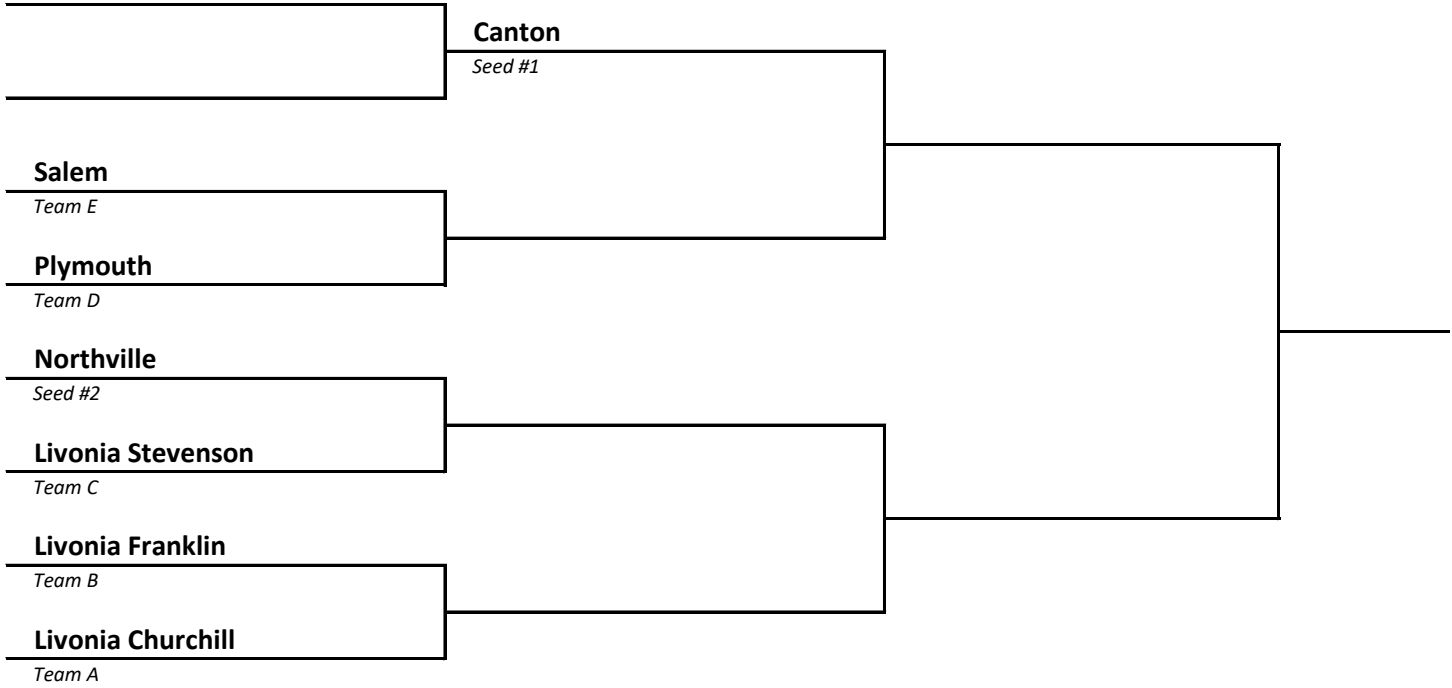 Canton
Seed #1
Salem
Team E
Plymouth
Team D
Northville
Seed #2
Livonia Stevenson
Team C
Livonia Franklin
Team B
Livonia Churchill
Team A